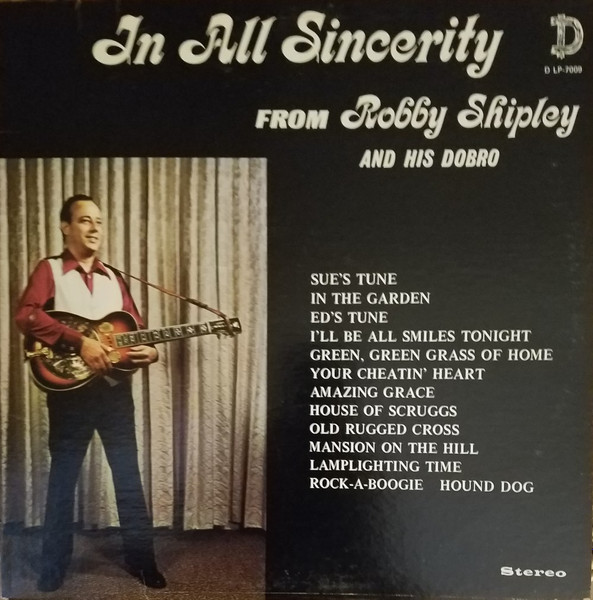 In All Sincerity
D
D LP-7009
FROM Robby Shipley
AND HIS DOBRO
SUE'S TUNE
IN THE GARDEN
ED'S TUNE
I'LL BE ALL SMILES TONIGHT
GREEN, GREEN GRASS OF HOME
YOUR CHEATIN' HEART
AMAZING GRACE
HOUSE OF SCRUGGS
OLD RUGGED CROSS
MANSION ON THE HILL
LAMPLIGHTING TIME
ROCK-A-BOOGIE HOUND DOG
Stereo